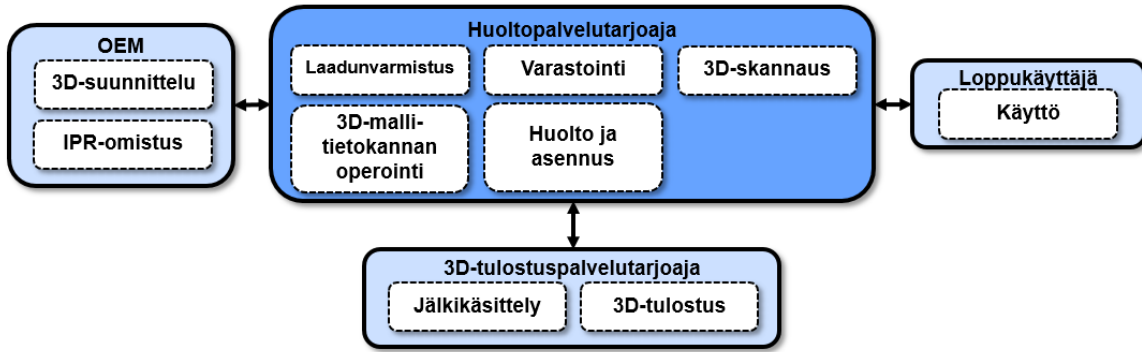 OEM
3D-suunnittelu
IPR-omistus
Huoltopalvelutarjoaja
Laadunvarmistus
Varastointi
3D-skannaus
3D-malli-
tietokannan
operointi
Huolto ja
asennus
Loppukäyttäjä
Käyttö
3D-tulostuspalvelutarjoaja
Jälkikäsittely
3D-tulostus